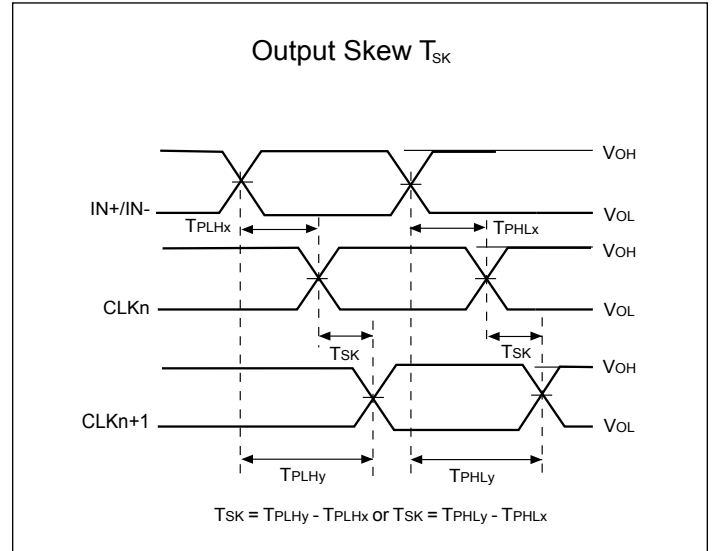 Output Skew TSK
VOH
IN+/IN-
VOL
TPLHx
TPHLx
VOH
CLKn
VOL
TSK
TSK
VOH
CLKn+1
VOL
TPLHy
TPHLy
TSK = TPLHy - TPLHx or TSK = TPHLy - TPHLx